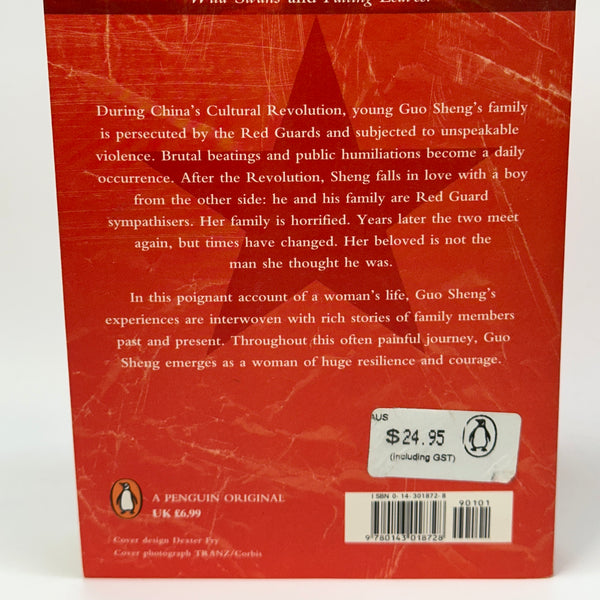 Wild Swans and Falling Leaves.
During China's Cultural Revolution, young Guo Sheng's family
is persecuted by the Red Guards and subjected to unspeakable
violence. Brutal beatings and public humiliations become a daily
occurrence. After the Revolution, Sheng falls in love with a boy
from the other side: he and his family are Red Guard
sympathisers. Her family is horrified. Years later the two meet
again, but times have changed. Her beloved is not the
man she thought he was.
In this poignant account of a woman's life, Guo Sheng's
experiences are interwoven with rich stories of family members
past and present. Throughout this often painful journey, Guo
Sheng emerges as a woman of huge resilience and courage.
AUS
$24.95
(including GST)
A PENGUIN ORIGINAL
UK £6.99
Cover design Dexter Fry
Cover photograph TRANZ/Corbis
ISBN 0-14-301872-8
90101
9 780143 018728